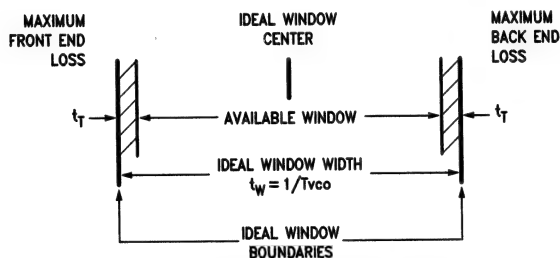 MAXIMUM
FRONT END
LOSS
IDEAL WINDOW
CENTER
MAXIMUM
BACK END
LOSS
tT
AVAILABLE WINDOW
tT
IDEAL WINDOW WIDTH
tW = 1/TVCO
IDEAL WINDOW
BOUNDARIES